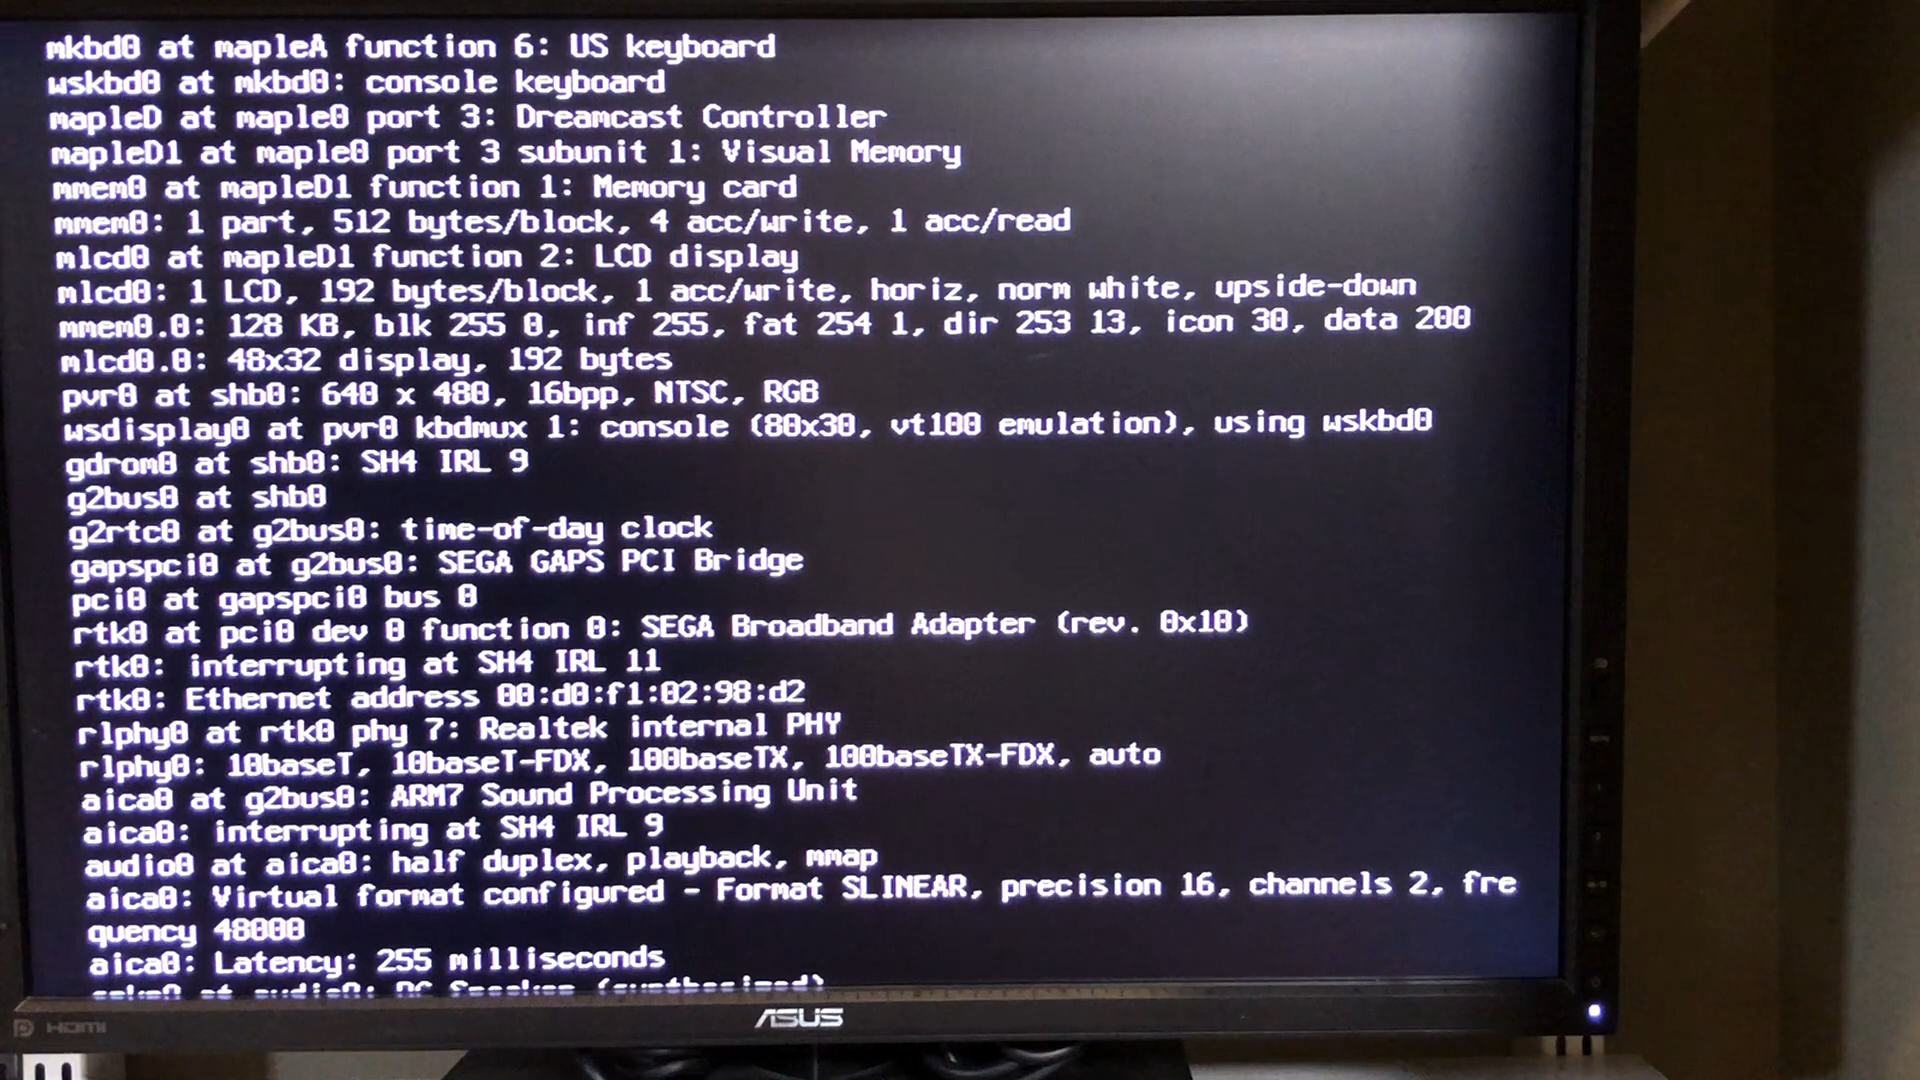 mkbd0 at mapleA function 6: US keyboard
wskbd0 at mkbd0: console keyboard
mapleD at maple0 port 3: Dreamcast Controller
mapleD1 at maple0 port 3 subunit 1: Visual Memory
mmem0 at mapleD1 function 1: Memory card
mmem0: 1 part, 512 bytes/block, 4 acc/write, 1 acc/read
mlcd0 at mapleD1 function 2: LCD display
mlcd0: 1 LCD, 192 bytes/block, 1 acc/write, horiz, norm white, upside-down
mmem0.0: 128 KB, blk 255 0, inf 255, fat 254 1, dir 253 13, icon 30, data 200
mlcd0.0: 48x32 display, 192 bytes
pvr0 at shb0: 640 x 480, 16bpp, NTSC, RGB
wsdisplay0 at pvr0 kbdmux 1: console (80x30, vt100 emulation), using wskbd0
gdrom0 at shb0: SH4 IRL 9
g2bus0 at shb0
g2rtc0 at g2bus0: time-of-day clock
gapspci0 at g2bus0: SEGA GAPS PCI Bridge
pci0 at gapspci0 bus 0
rtk0 at pci0 dev 0 function 0: SEGA Broadband Adapter (rev. 0x10)
rtk0: interrupting at SH4 IRL 11
rtk0: Ethernet address 00:d0:f1:02:98:d2
rlphy0 at rtk0 phy 7: Realtek internal PHY
rlphy0: 10baseT, 10baseT-FDX, 100baseTX, 100baseTX-FDX, auto
aica0 at g2bus0: ARM7 Sound Processing Unit
aica0: interrupting at SH4 IRL 9
audio0 at aica0: half duplex, playback, mmap
aica0: Virtual format configured - Format SLINEAR, precision 16, channels 2, fre
quency 48000
aica0: Latency: 255 milliseconds
spkr0 at audio0: PC Speaker (synthesized)
HDMI
ASUS